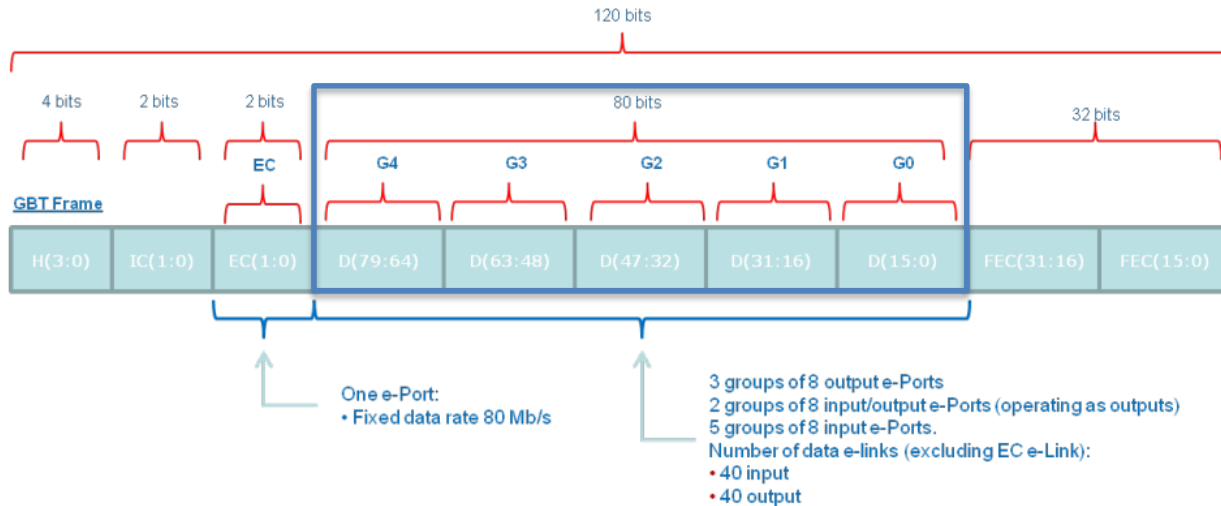 120 bits
4 bits
2 bits
2 bits
80 bits
32 bits
EC
G4
G3
G2
G1
G0
GBT Frame
H(3:0)
IC(1:0)
EC(1:0)
D(79:64)
D(63:48)
D(47:32)
D(31:16)
D(15:0)
FEC(31:16)
FEC(15:0)
One e-Port:
• Fixed data rate 80 Mb/s
3 groups of 8 output e-Ports
2 groups of 8 input/output e-Ports (operating as outputs)
5 groups of 8 input e-Ports.
Number of data e-links (excluding EC e-Link):
• 40 input
• 40 output